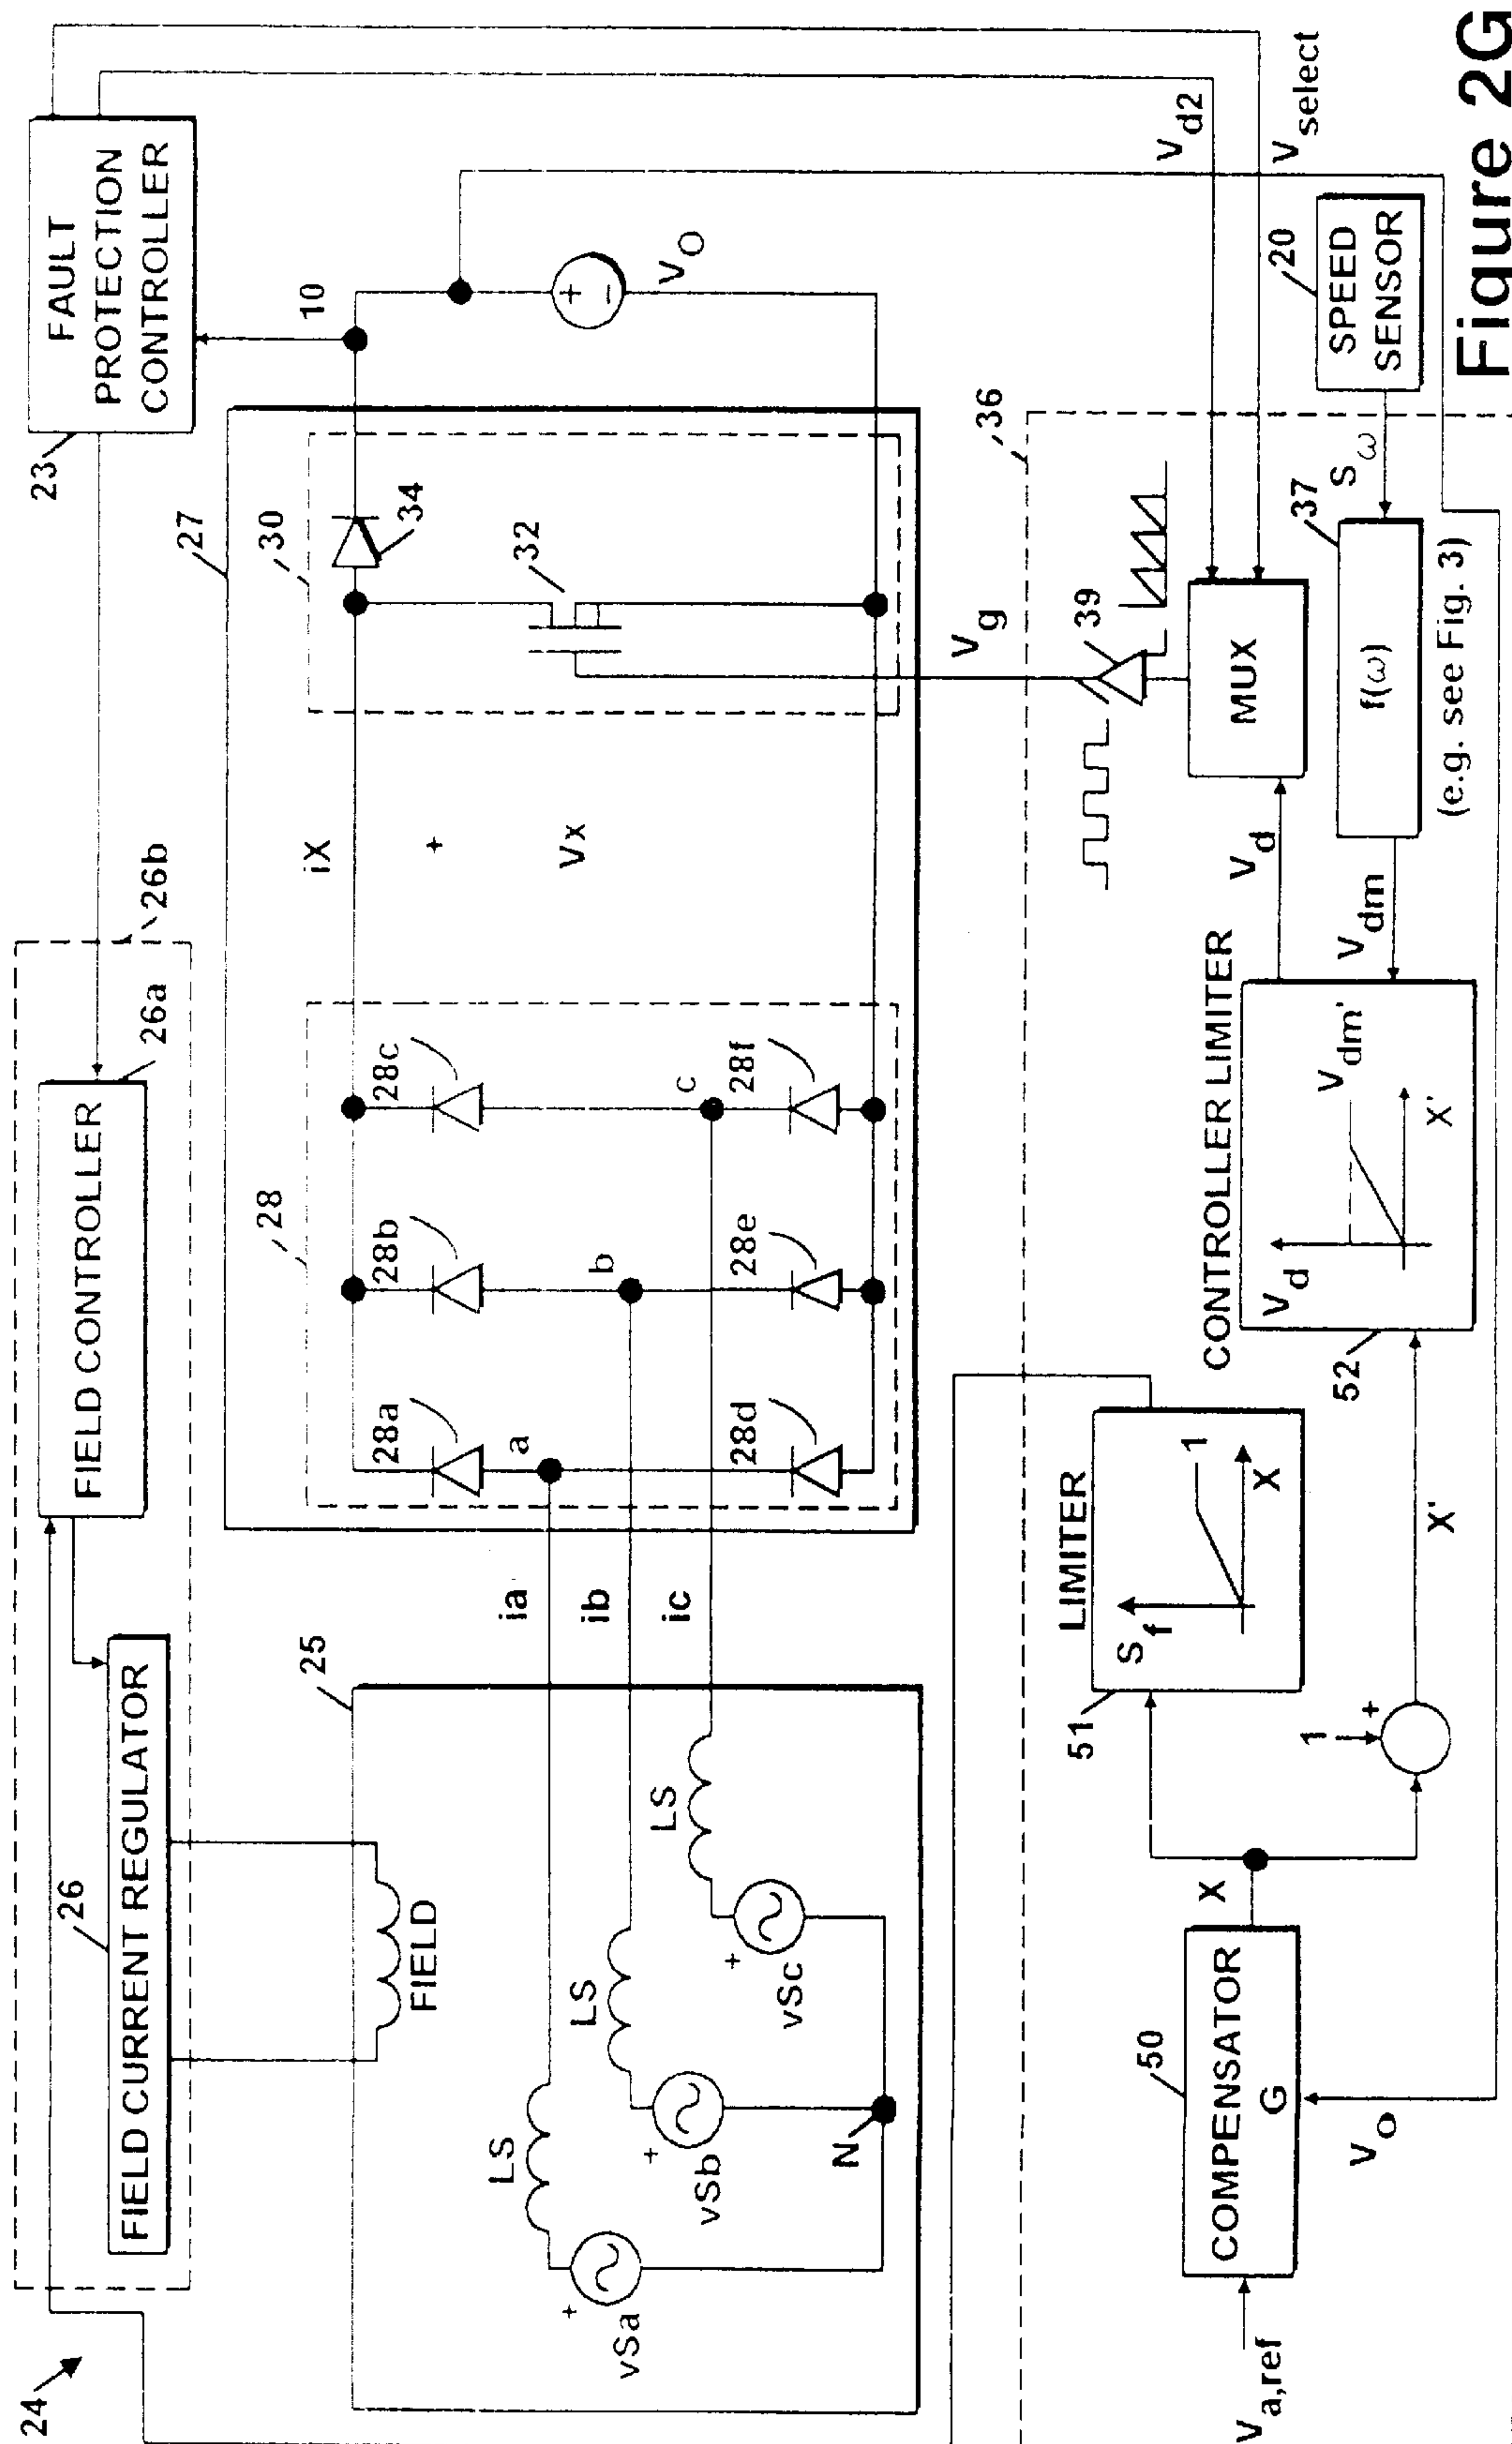 24
26
FIELD CURRENT REGULATOR
FIELD CONTROLLER
26a
26b
23
FAULT
PROTECTION
CONTROLLER
FIELD
25
LS
LS
LS
vSa
vSb
vSc
N
+
+
+
ia
ib
ic
27
28
28a
28b
28c
28d
28e
28f
a
b
c
iX
+
Vx
30
34
32
10
+
-
VO
Vg
36
39
Vd2
Vselect
MUX
Vd
Va,ref
50
COMPENSATOR
G
VO
X
1
+
X'
51
LIMITER
Sf
1
X
CONTROLLER LIMITER
52
Vd
Vdm'
X'
Vdm
37
f(ω)
(e.g. see Fig. 3)
Sω
20
SPEED
SENSOR
Figure 2G